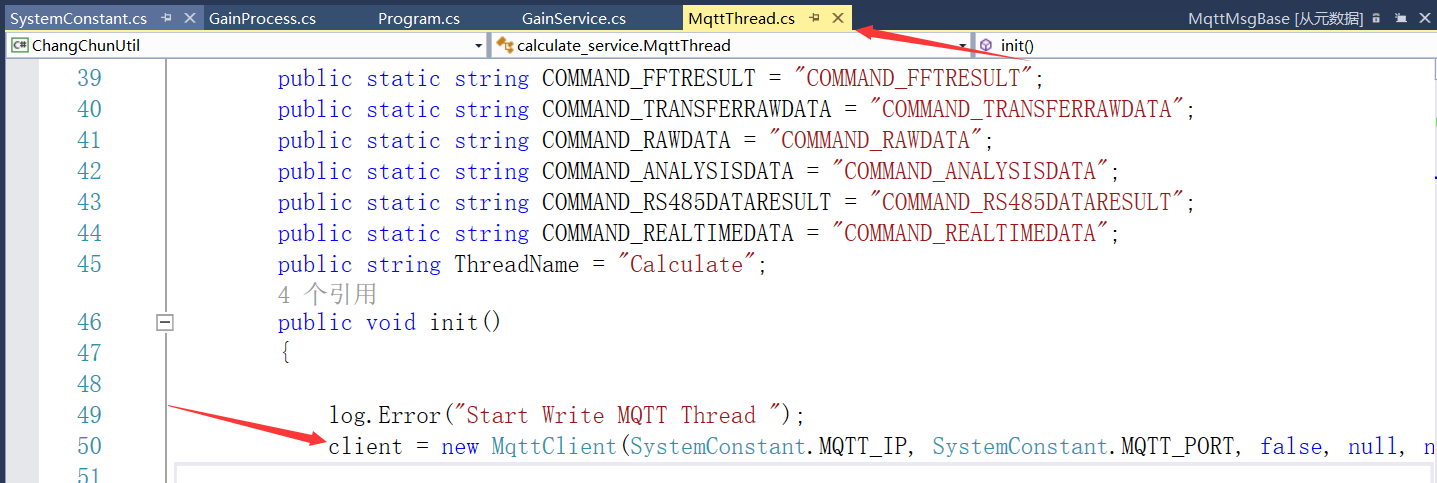 SystemConstant.cs GainProcess.cs Program.cs GainService.cs MqttThread.cs MqttMsgBase [从元数据]
C# ChangChunUtil calculate_service.MqttThread init()
39 public static string COMMAND_FFTRESULT = "COMMAND_FFTRESULT";
40 public static string COMMAND_TRANSFERRAWDATA = "COMMAND_TRANSFERRAWDATA";
41 public static string COMMAND_RAWDATA = "COMMAND_RAWDATA";
42 public static string COMMAND_ANALYSISDATA = "COMMAND_ANALYSISDATA";
43 public static string COMMAND_RS485DATARESULT = "COMMAND_RS485DATARESULT";
44 public static string COMMAND_REALTIMEDATA = "COMMAND_REALTIMEDATA";
45 public string ThreadName = "Calculate";
4 个引用
46 public void init()
47 {
48
49 log.Error("Start Write MQTT Thread ");
50 client = new MqttClient(SystemConstant.MQTT_IP, SystemConstant.MQTT_PORT, false, null, n
51